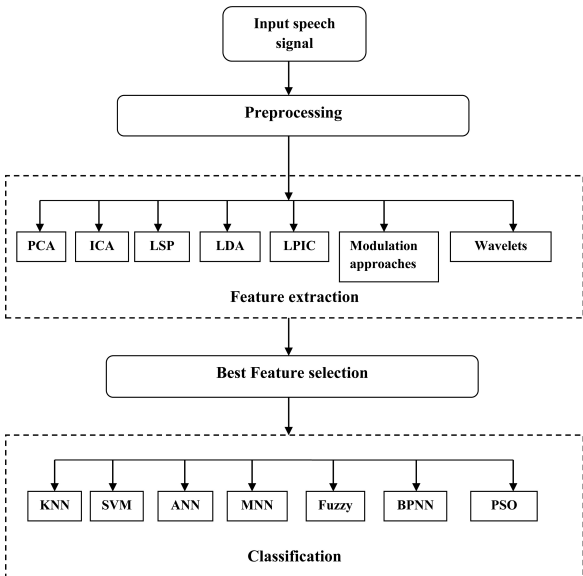 Input speech
signal
Preprocessing
PCA
ICA
LSP
LDA
LPIC
Modulation
approaches
Wavelets
Feature extraction
Best Feature selection
KNN
SVM
ANN
MNN
Fuzzy
BPNN
PSO
Classification